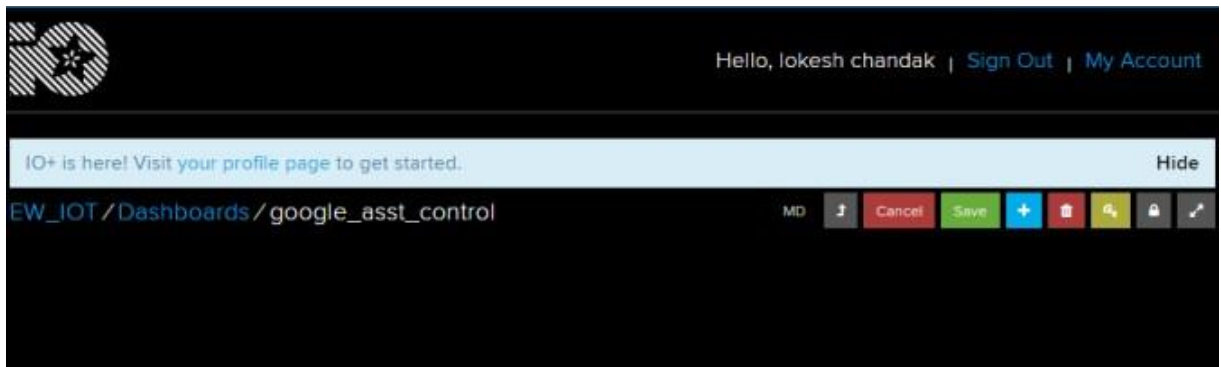 iO
Hello, lokesh chandak | Sign Out | My Account
IO+ is here! Visit your profile page to get started.
Hide
EW_IOT/Dashboards/google_asst_control
MD
Cancel
Save